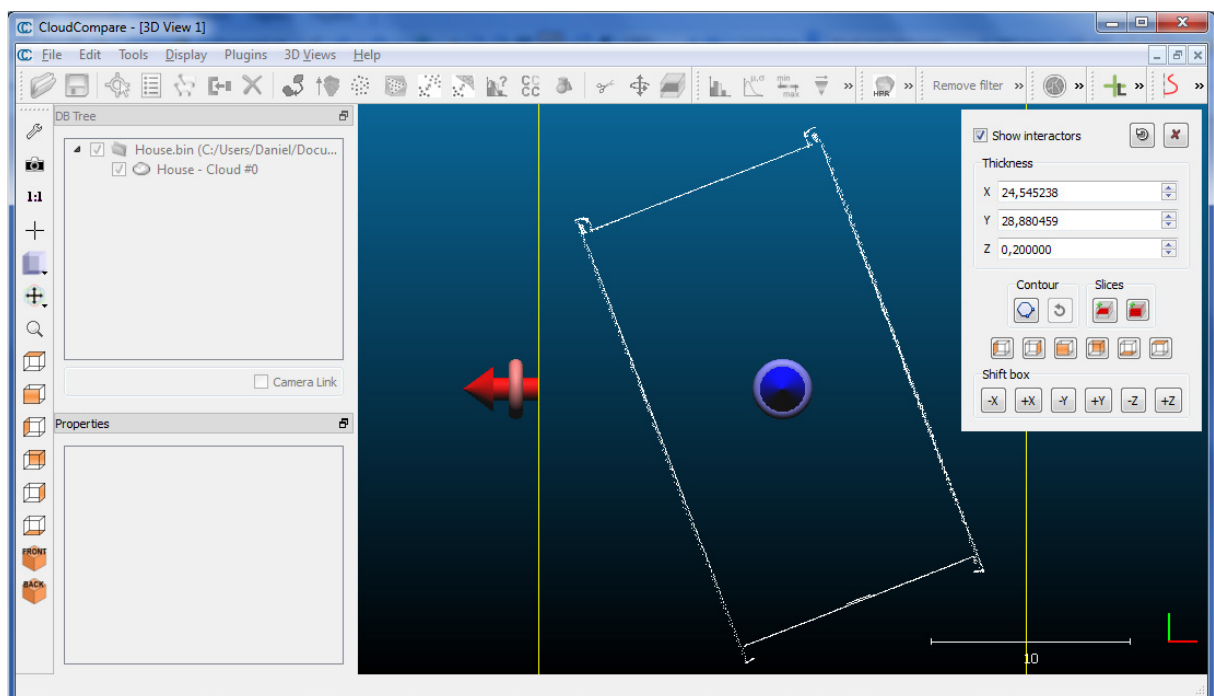 CloudCompare - [3D View 1]
File Edit Tools Display Plugins 3D Views Help
Remove filter
DB Tree
House.bin (C:/Users/Daniel/Docu...
House - Cloud #0
1:1
Camera Link
Properties
FRONT
BACK
Show interactors
Thickness
X 24,545238
Y 28,880459
Z 0,200000
Contour Slices
Shift box
-X +X -Y +Y -Z +Z
10